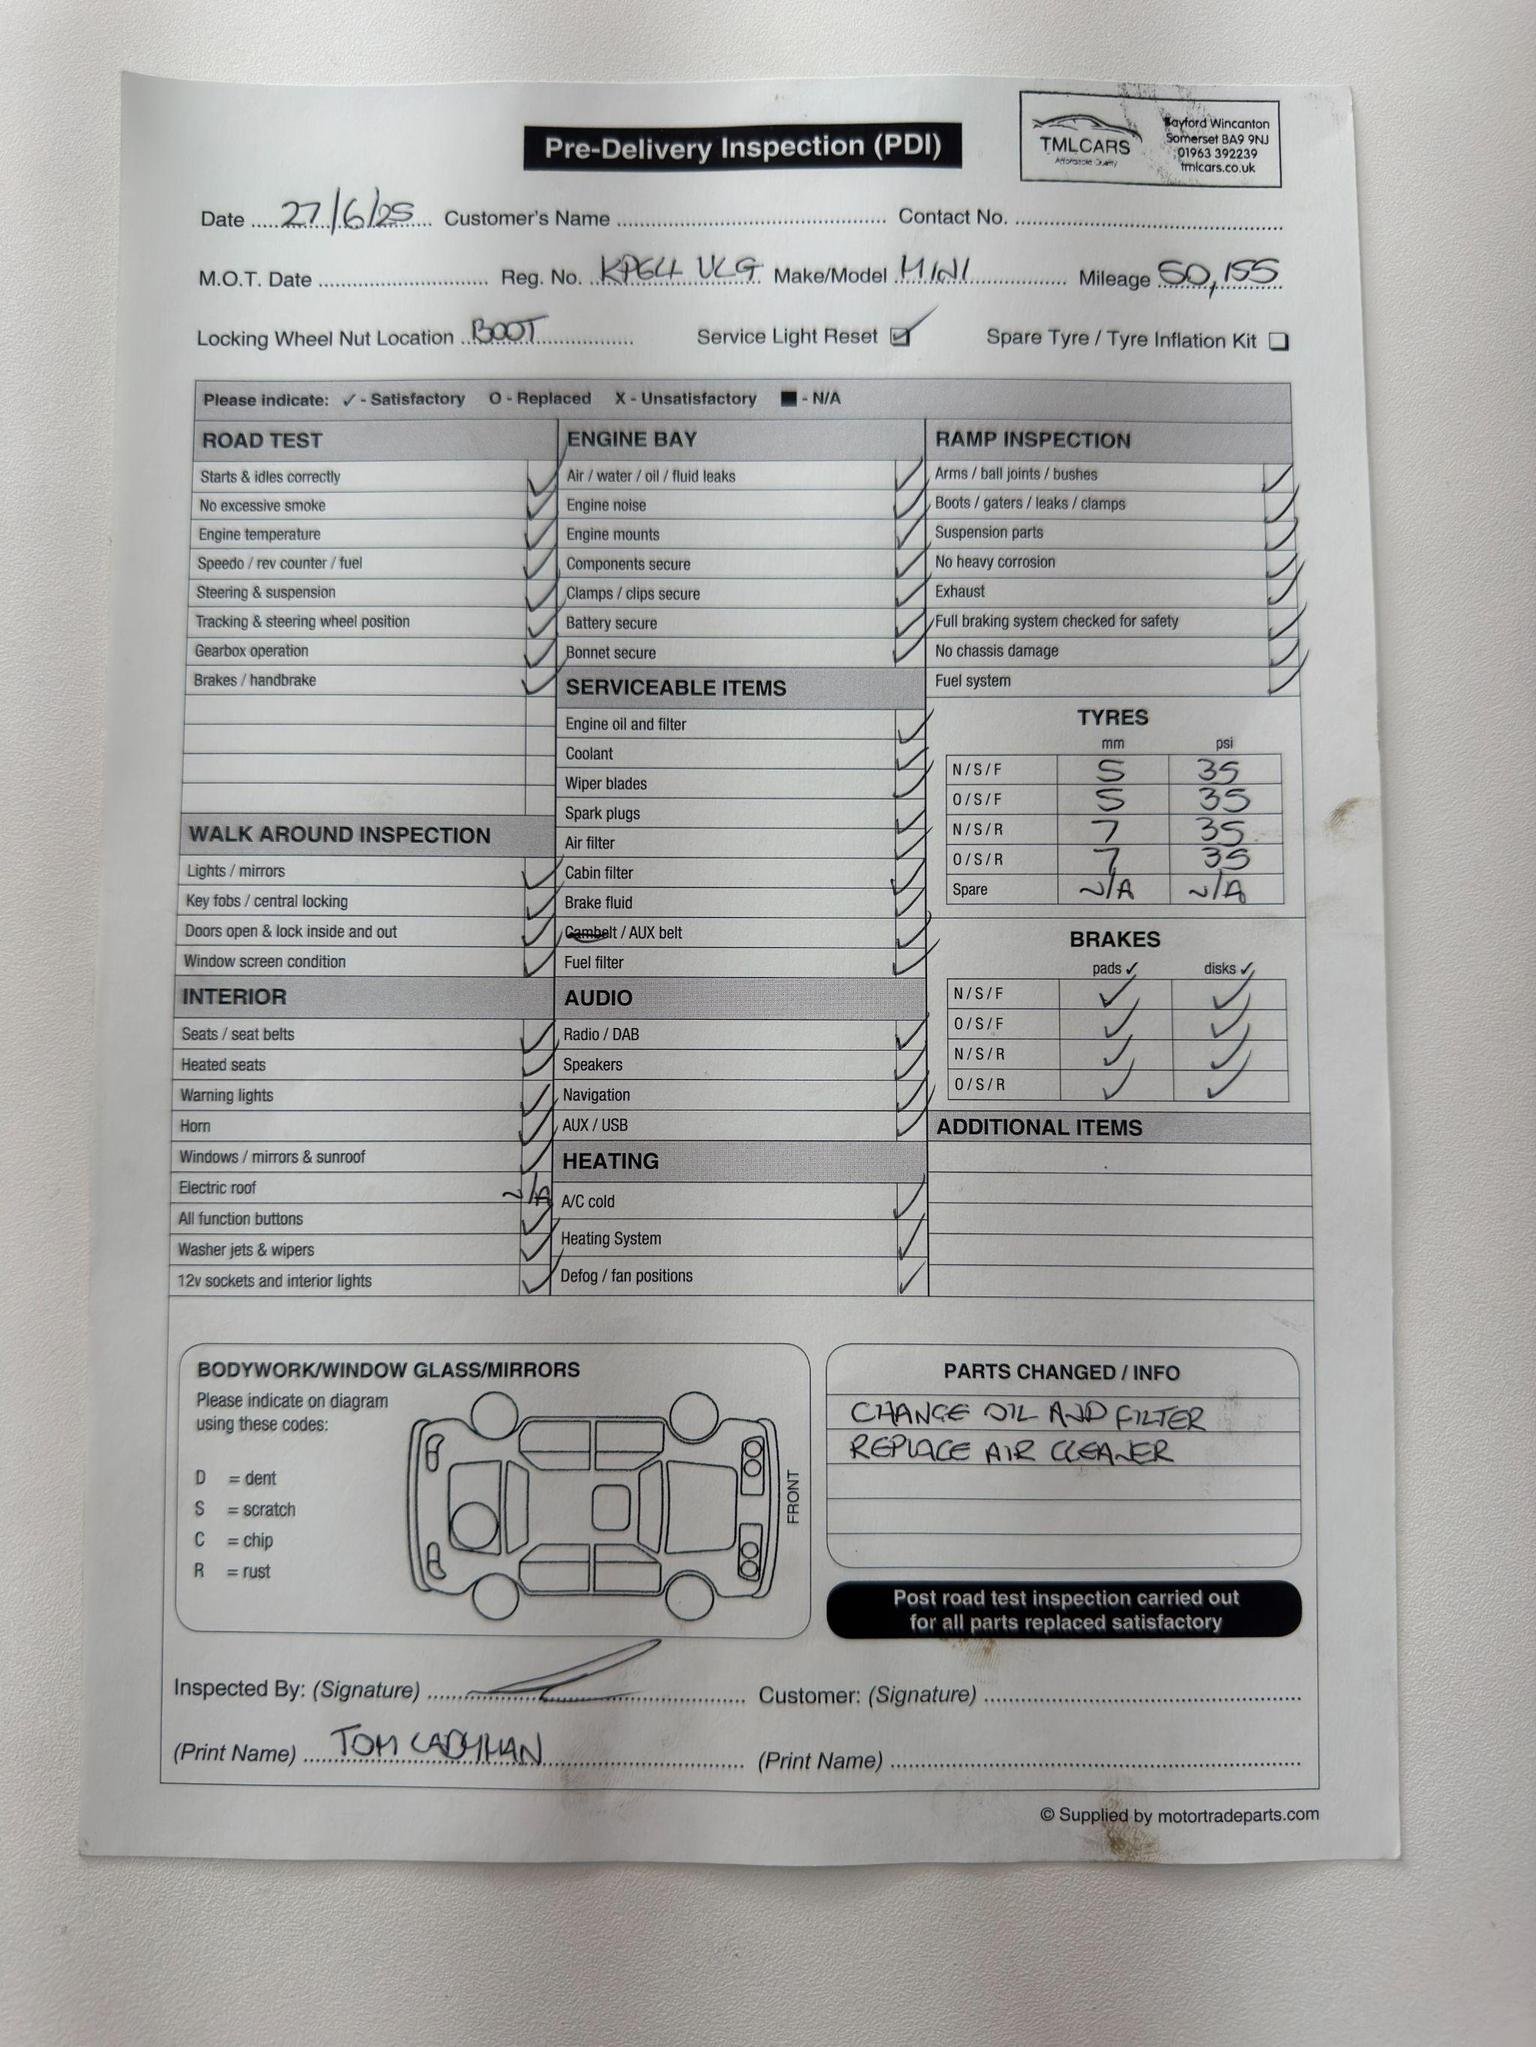 Pre-Delivery Inspection (PDI)
TMLCARS
Affordable Quality
Bayford Wincanton
Somerset BA9 9NJ
01963 392239
tmlcars.co.uk
Date 27/6/25 Customer's Name Contact No.
M.O.T. Date Reg. No. KP64 ULG Make/Model MINI Mileage 50,155
Locking Wheel Nut Location BOOT Service Light Reset ☑ Spare Tyre / Tyre Inflation Kit ☐
Please indicate: ✓ - Satisfactory O - Replaced X - Unsatisfactory ■ - N/A
ROAD TEST
Starts & idles correctly ✓
No excessive smoke ✓
Engine temperature ✓
Speedo / rev counter / fuel ✓
Steering & suspension ✓
Tracking & steering wheel position ✓
Gearbox operation ✓
Brakes / handbrake ✓
WALK AROUND INSPECTION
Lights / mirrors ✓
Key fobs / central locking ✓
Doors open & lock inside and out ✓
Window screen condition ✓
INTERIOR
Seats / seat belts ✓
Heated seats ✓
Warning lights ✓
Horn ✓
Windows / mirrors & sunroof ✓
Electric roof N/A
All function buttons ✓
Washer jets & wipers ✓
12v sockets and interior lights ✓
ENGINE BAY
Air / water / oil / fluid leaks ✓
Engine noise ✓
Engine mounts ✓
Components secure ✓
Clamps / clips secure ✓
Battery secure ✓
Bonnet secure ✓
SERVICEABLE ITEMS
Engine oil and filter ✓
Coolant ✓
Wiper blades ✓
Spark plugs ✓
Air filter ✓
Cabin filter ✓
Brake fluid ✓
Cambelt / AUX belt ✓
Fuel filter ✓
AUDIO
Radio / DAB ✓
Speakers ✓
Navigation ✓
AUX / USB ✓
HEATING
A/C cold ✓
Heating System ✓
Defog / fan positions ✓
RAMP INSPECTION
Arms / ball joints / bushes ✓
Boots / gaters / leaks / clamps ✓
Suspension parts ✓
No heavy corrosion ✓
Exhaust ✓
Full braking system checked for safety ✓
No chassis damage ✓
Fuel system ✓
TYRES
mm psi
N/S/F 5 35
O/S/F 5 35
N/S/R 7 35
O/S/R 7 35
Spare N/A N/A
BRAKES
pads ✓ disks ✓
N/S/F ✓ ✓
O/S/F ✓ ✓
N/S/R ✓ ✓
O/S/R ✓ ✓
ADDITIONAL ITEMS
BODYWORK/WINDOW GLASS/MIRRORS
Please indicate on diagram
using these codes:
D = dent
S = scratch
C = chip
R = rust
FRONT
PARTS CHANGED / INFO
CHANGE OIL AND FILTER
REPLACE AIR CLEANER
Post road test inspection carried out
for all parts replaced satisfactory
Inspected By: (Signature) Customer: (Signature)
(Print Name) TOM LADYMAN (Print Name)
© Supplied by motortradeparts.com